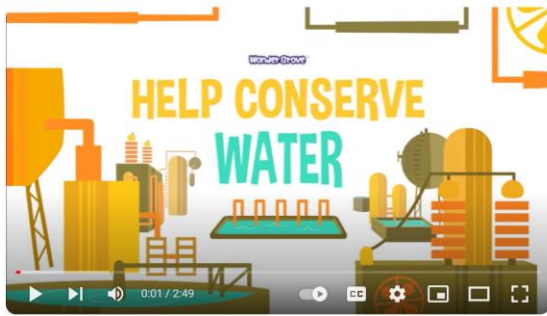 Wonder Grove
HELP CONSERVE
WATER
0:01 / 2:49
CC